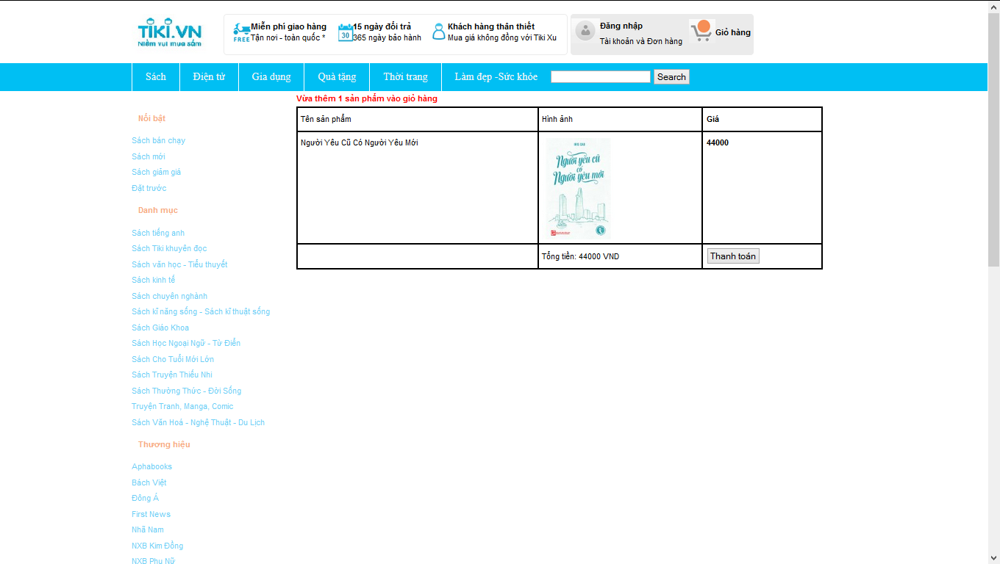 TiKi.VN
Niềm vui mua sắm
FREE
Miễn phí giao hàng
Tận nơi - toàn quốc *
30
15 ngày đổi trả
365 ngày bảo hành
Khách hàng thân thiết
Mua giá không đồng với Tiki Xu
Đăng nhập
Tài khoản và Đơn hàng
Giỏ hàng
Sách Điện tử Gia dụng Quà tặng Thời trang Làm đẹp -Sức khỏe Search
Vừa thêm 1 sản phẩm vào giỏ hàng
Tên sản phẩm Hình ảnh Giá
Người Yêu Cũ Có Người Yêu Mới 44000
Người yêu cũ
có
Người yêu mới
Tổng tiền: 44000 VND Thanh toán
Nổi bật
Sách bán chạy
Sách mới
Sách giảm giá
Đặt trước
Danh mục
Sách tiếng anh
Sách Tiki khuyên đọc
Sách văn học - Tiểu thuyết
Sách kinh tế
Sách chuyên nghành
Sách kĩ năng sống - Sách kĩ thuật sống
Sách Giáo Khoa
Sách Học Ngoại Ngữ - Từ Điển
Sách Cho Tuổi Mới Lớn
Sách Truyện Thiếu Nhi
Sách Thường Thức - Đời Sống
Truyện Tranh, Manga, Comic
Sách Văn Hoá - Nghệ Thuật - Du Lịch
Thương hiệu
Aphabooks
Bách Việt
Đông Á
First News
Nhã Nam
NXB Kim Đồng
NXB Phụ Nữ